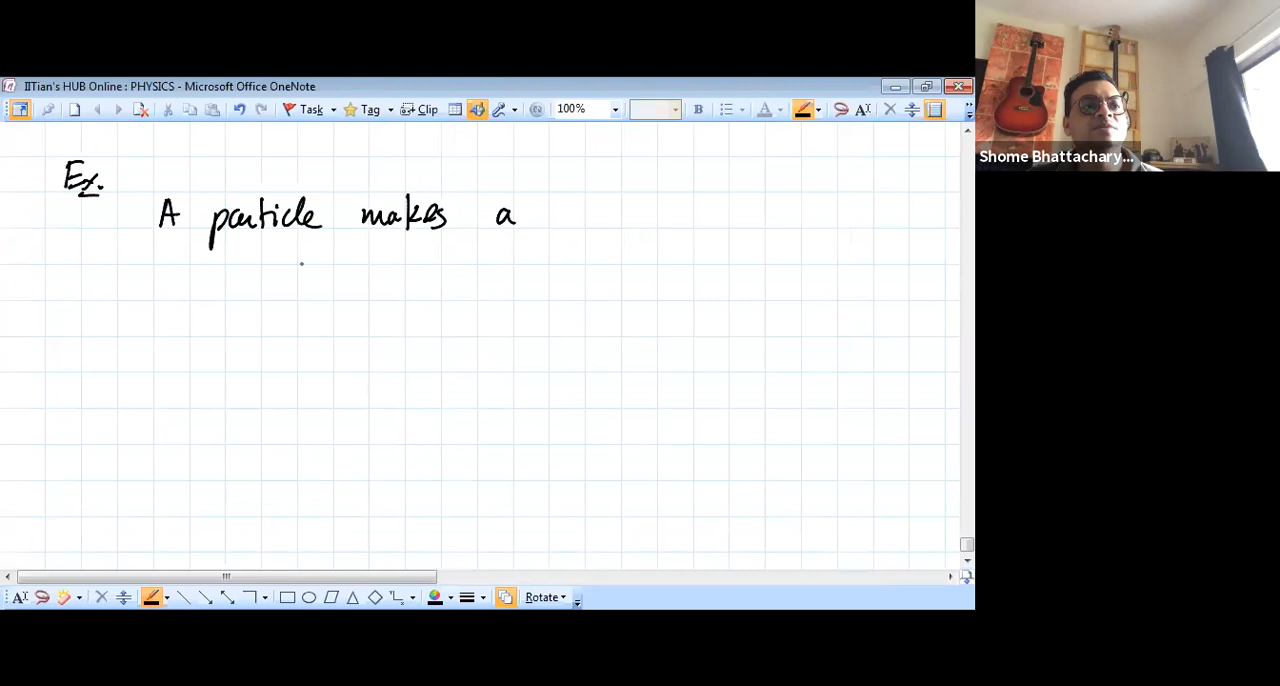 IITian's HUB Online : PHYSICS - Microsoft Office OneNote
Task Tag Clip 100% B A
Ex.
A particle makes a
Rotate
Shome Bhattachary...